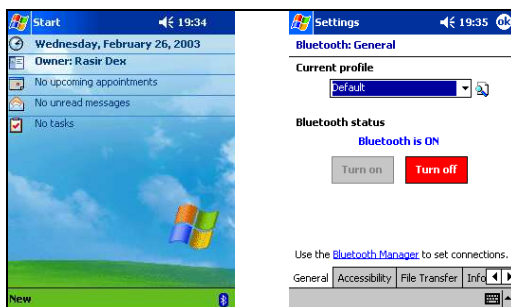 Start 19:34
Wednesday, February 26, 2003
Owner: Rasir Dex
No upcoming appointments
No unread messages
No tasks
New
Settings 19:35 ok
Bluetooth: General
Current profile
Default
Bluetooth status
Bluetooth is ON
Turn on Turn off
Use the Bluetooth Manager to set connections.
General Accessibility File Transfer Info